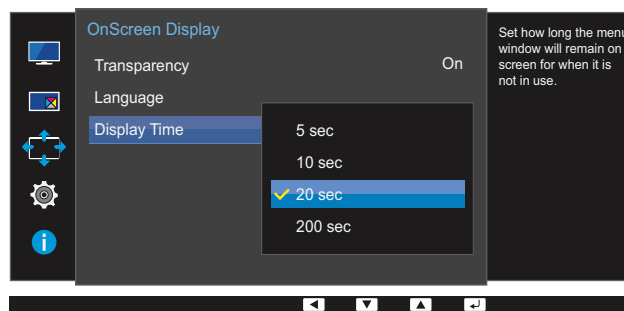 OnScreen Display
Transparency On
Language
Display Time
5 sec
10 sec
20 sec
200 sec
Set how long the menu
window will remain on
screen for when it is
not in use.